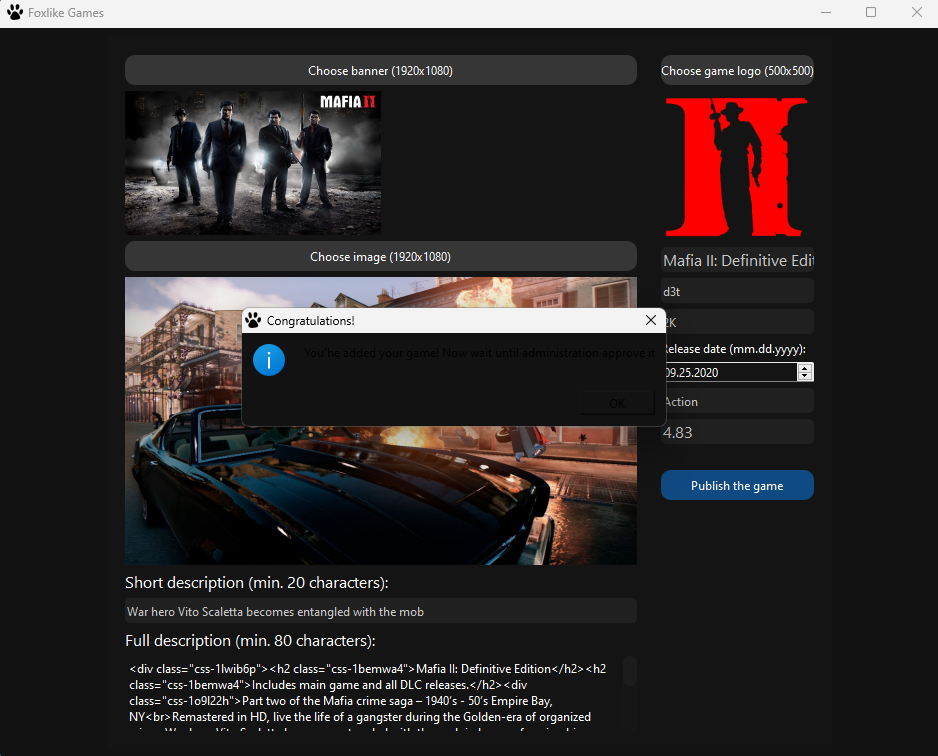 Foxlike Games
Choose banner (1920x1080)
Choose game logo (500x500)
MAFIA II
II
Choose image (1920x1080)
Mafia II: Definitive Edit
d3t
2K
Release date (mm.dd.yyyy):
09.25.2020
Action
4.83
Publish the game
Congratulations!
You'he added your game! Now wait until administration approve it
OK
Short description (min. 20 characters):
War hero Vito Scaletta becomes entangled with the mob
Full description (min. 80 characters):
<div class="css-1lwib6p"><h2 class="css-1bemwa4">Mafia II: Definitive Edition</h2><h2
class="css-1bemwa4">Includes main game and all DLC releases.</h2><div
class="css-1o9l22h">Part two of the Mafia crime saga – 1940's - 50's Empire Bay,
NY<br>Remastered in HD, live the life of a gangster during the Golden-era of organized